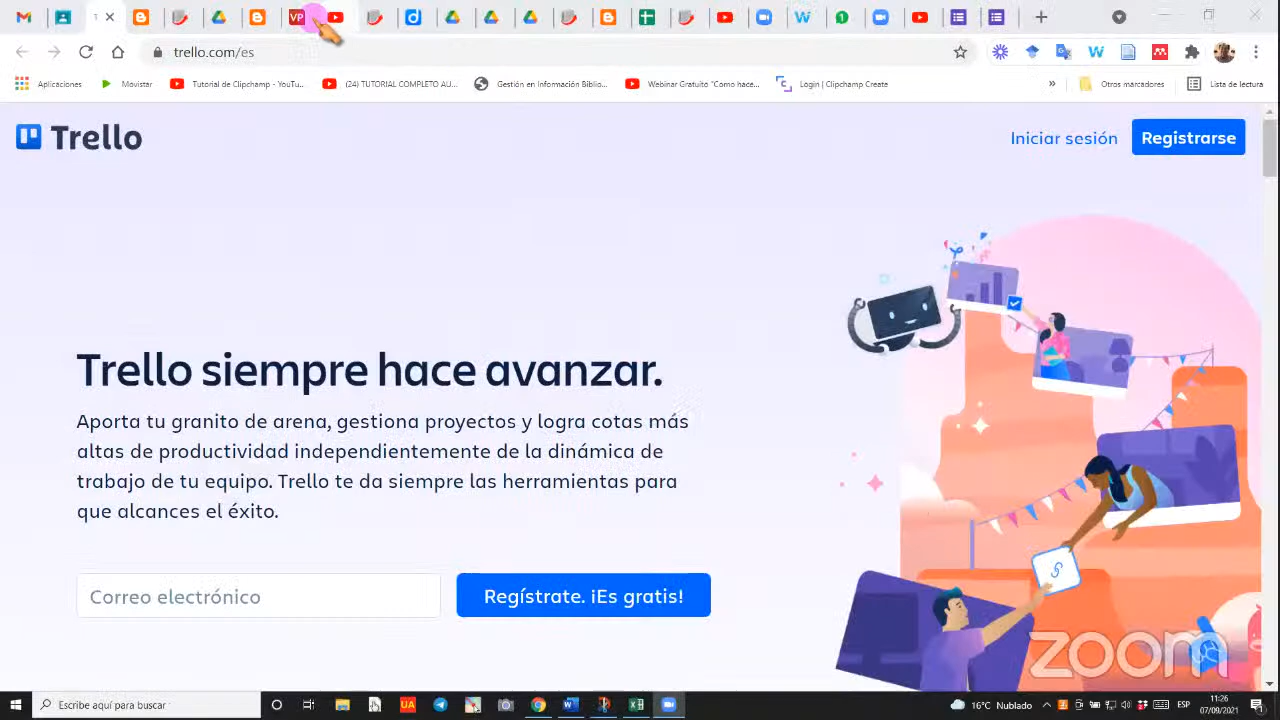 1
VP
trello.com/es
Aplicaciones
Movistar
Tutorial de Clipchamp - YouTu...
(24) TUTORIAL COMPLETO AU...
Gestión en Información Biblio...
Webinar Gratuito "Como hace...
Login | Clipchamp Create
»
Otros marcadores
Lista de lectura
Trello
Iniciar sesión
Registrarse
Trello siempre hace avanzar.
Aporta tu granito de arena, gestiona proyectos y logra cotas más
altas de productividad independientemente de la dinámica de
trabajo de tu equipo. Trello te da siempre las herramientas para
que alcances el éxito.
Correo electrónico
Regístrate. ¡Es gratis!
zoom
Escribe aquí para buscar
UA
16°C Nublado
ESP
11:26
07/09/2021